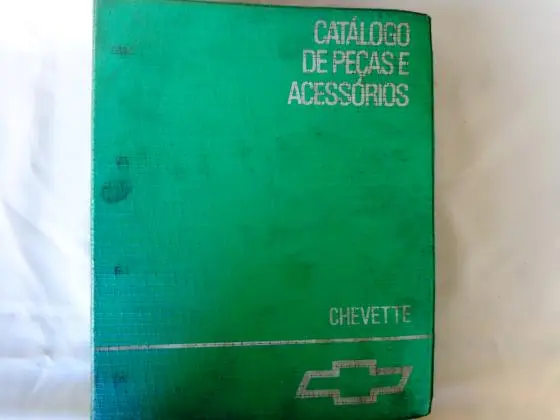 CATÁLOGO
DE PEÇAS E
ACESSÓRIOS
CHEVETTE